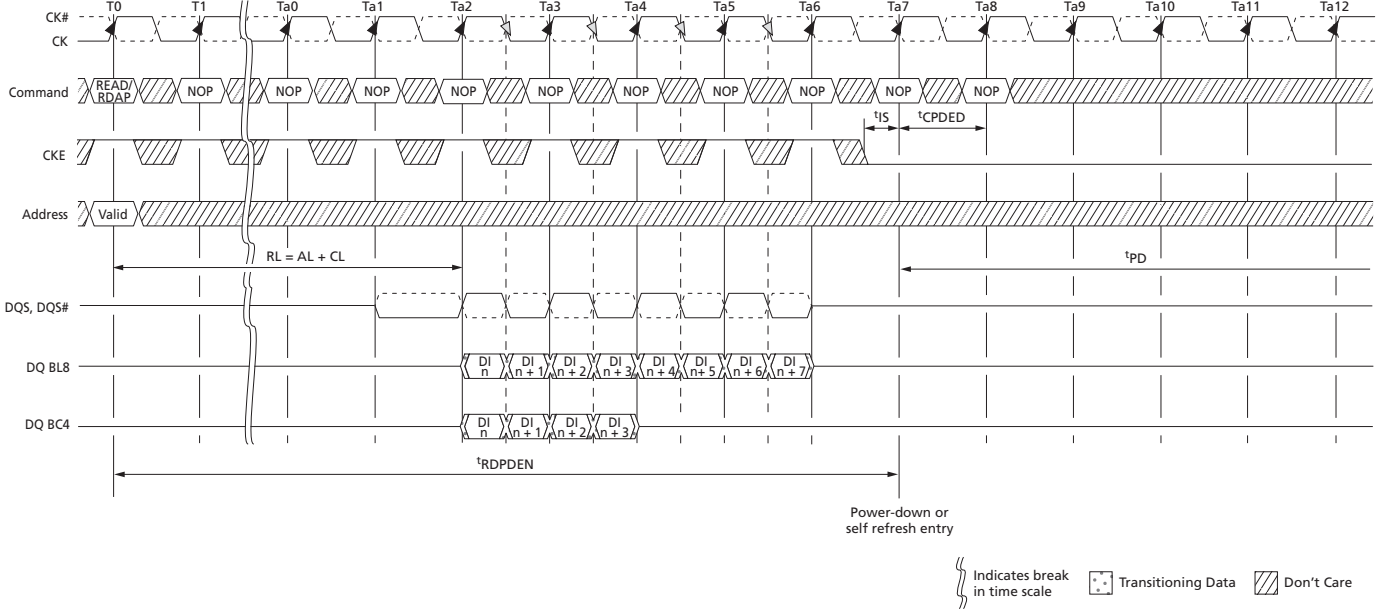 T0 T1 Ta0 Ta1 Ta2 Ta3 Ta4 Ta5 Ta6 Ta7 Ta8 Ta9 Ta10 Ta11 Ta12
CK#
CK
Command READ/ RDAP NOP NOP NOP NOP NOP NOP NOP NOP NOP NOP
tIS tCPDED
CKE
Address Valid
RL = AL + CL tPD
DQS, DQS#
DQ BL8 DI n DI n + 1 DI n + 2 DI n + 3 DI n + 4 DI n + 5 DI n + 6 DI n + 7
DQ BC4 DI n DI n + 1 DI n + 2 DI n + 3
tRDPDEN
Power-down or
self refresh entry
Indicates break
in time scale
Transitioning Data
Don't Care